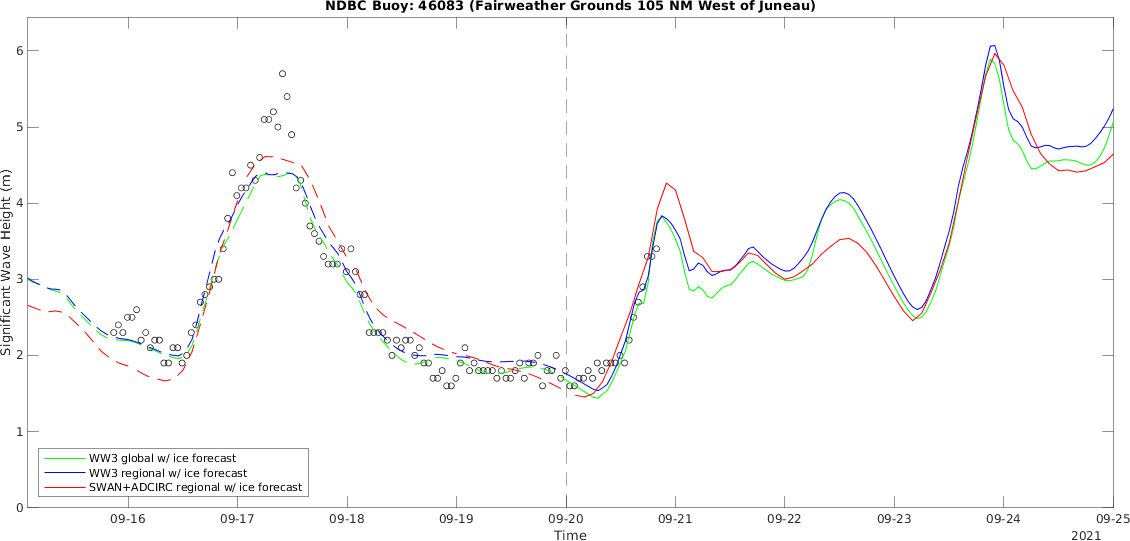 NDBC Buoy: 46083 (Fairweather Grounds 105 NM West of Juneau)
Significant Wave Height (m)
6
5
4
3
2
1
0
WW3 global w/ ice forecast
WW3 regional w/ ice forecast
SWAN+ADCIRC regional w/ ice forecast
09-16 09-17 09-18 09-19 09-20 09-21 09-22 09-23 09-24 09-25
Time
2021